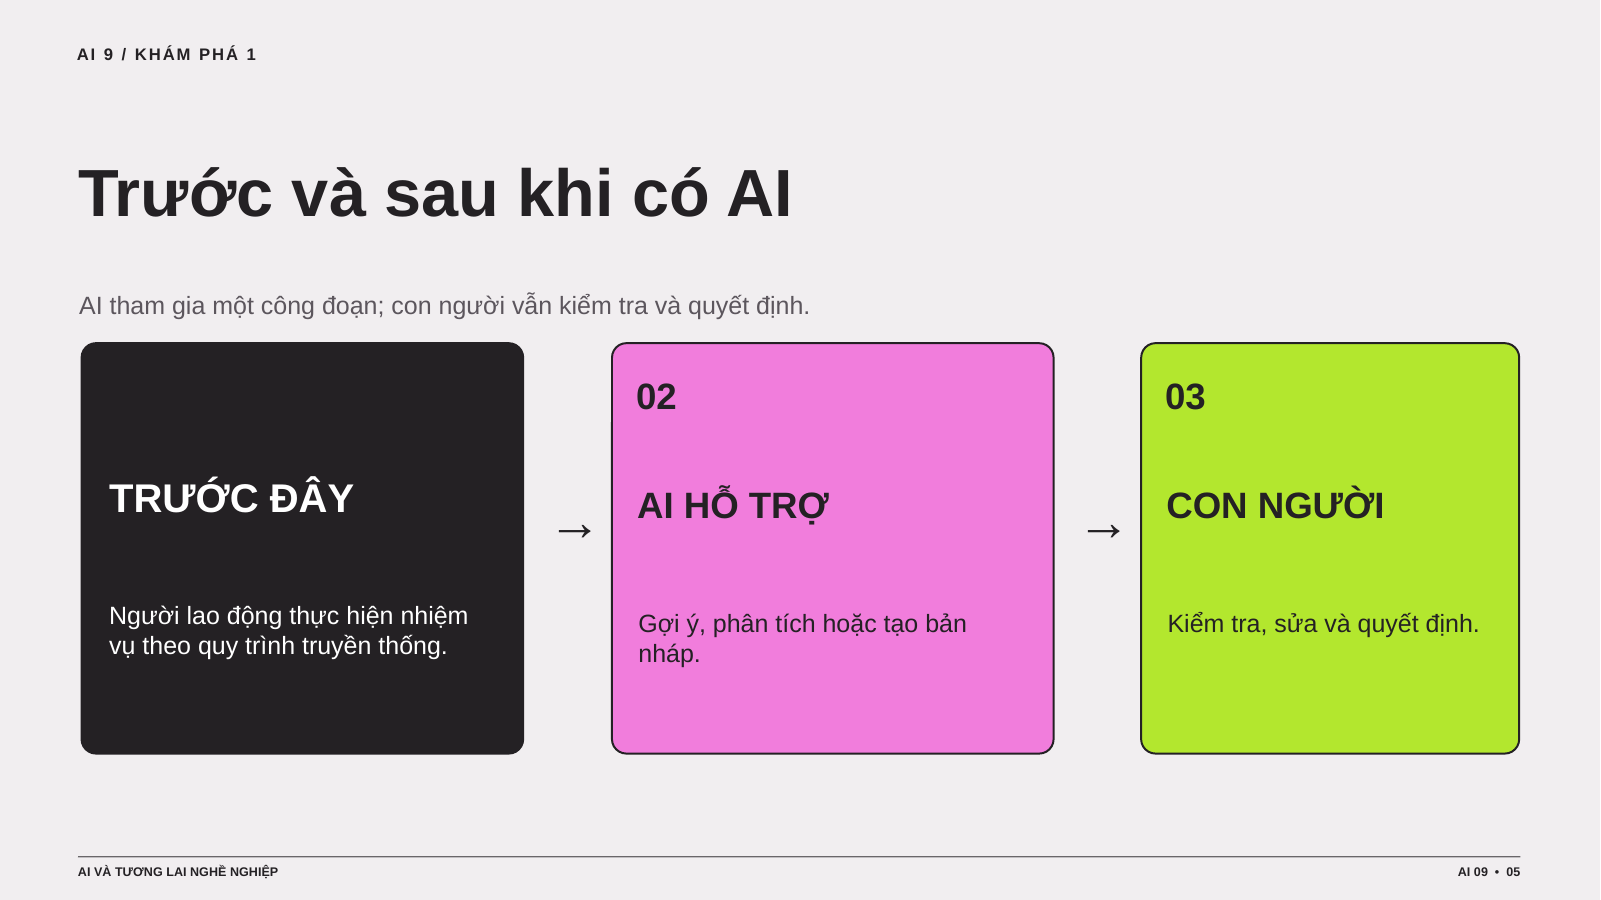 AI 9 / KHÁM PHÁ 1
Trước và sau khi có AI
AI tham gia một công đoạn; con người vẫn kiểm tra và quyết định.
TRƯỚC ĐÂY
Người lao động thực hiện nhiệm
vụ theo quy trình truyền thống.
→
02
AI HỖ TRỢ
Gợi ý, phân tích hoặc tạo bản
nháp.
→
03
CON NGƯỜI
Kiểm tra, sửa và quyết định.
AI VÀ TƯƠNG LAI NGHỀ NGHIỆP
AI 09 • 05